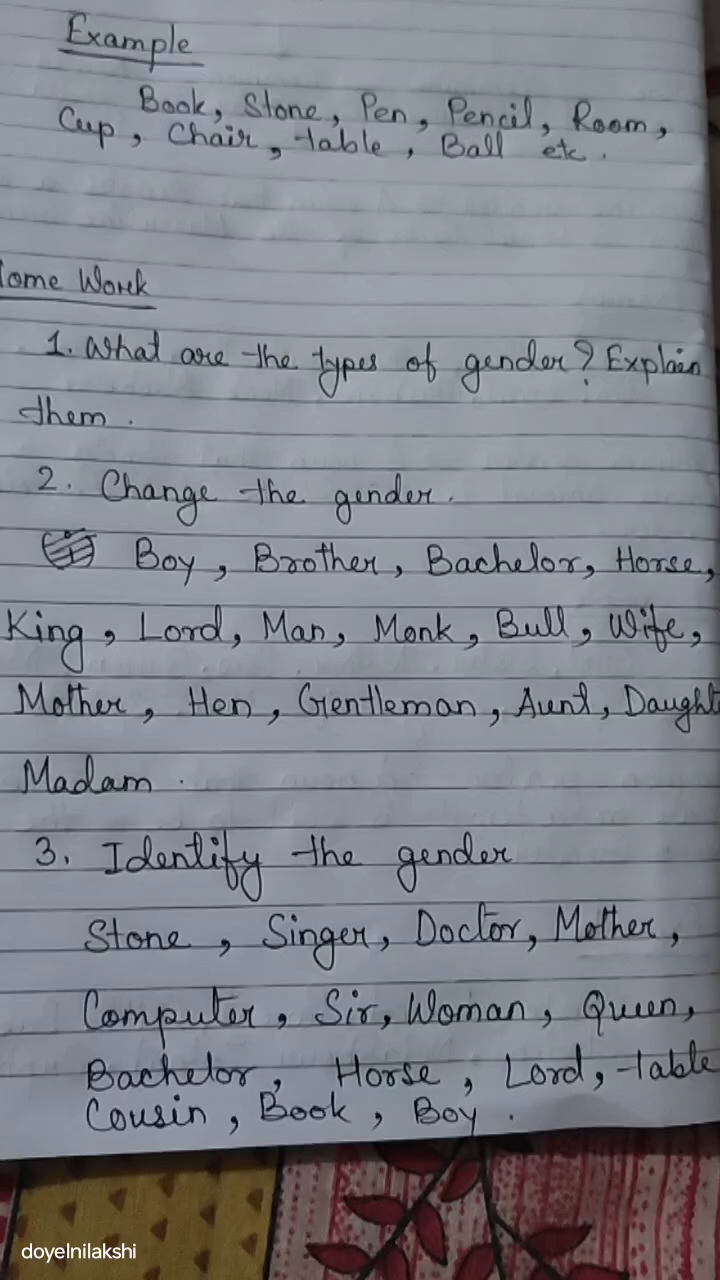 Example
Book, Stone, Pen, Pencil, Room,
Cup, Chair, table, Ball etc.
ome Work
1. What are the types of gender? Explain
them.
2. Change the gender.
Boy, Brother, Bachelor, Horse,
King, Lord, Man, Monk, Bull, Wife,
Mother, Hen, Gentleman, Aunt, Daught
Madam.
3. Identify the gender
Stone, Singer, Doctor, Mother,
Computer, Sir, Woman, Queen,
Bachelor, Horse, Lord, table
Cousin, Book, Boy.
doyelnilakshi